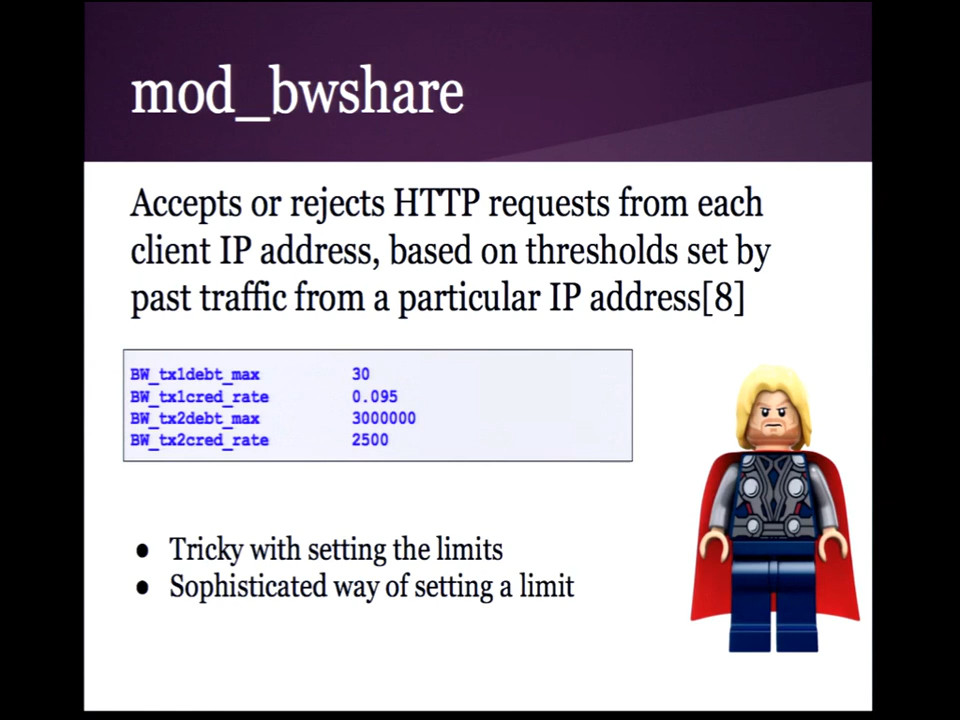 mod_bwshare
Accepts or rejects HTTP requests from each
client IP address, based on thresholds set by
past traffic from a particular IP address[8]
BW_tx1debt_max 30
BW_tx1cred_rate 0.095
BW_tx2debt_max 3000000
BW_tx2cred_rate 2500
● Tricky with setting the limits
● Sophisticated way of setting a limit